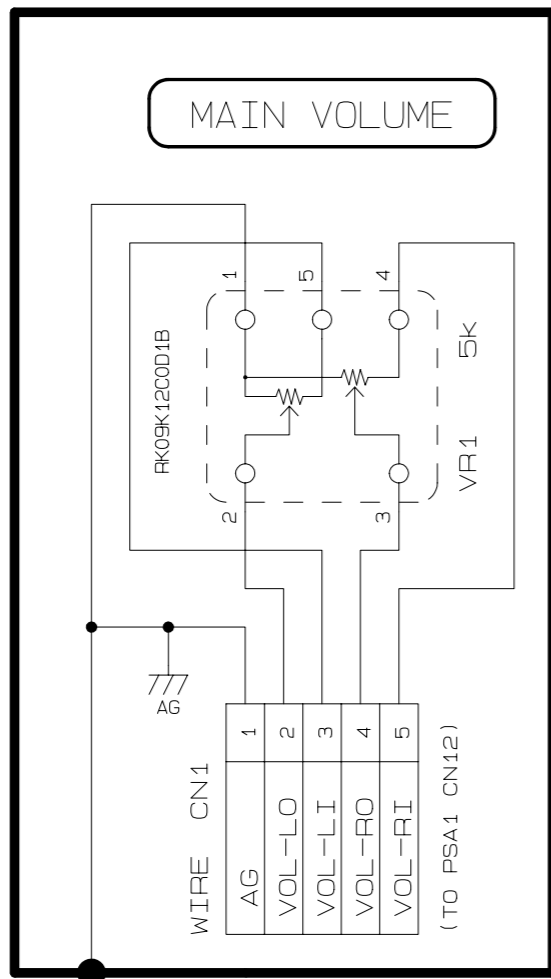 MAIN VOLUME
1 5 4
RK09K12C0D1B
5K
VR1
2 3
AG
WIRE CN1
1 2 3 4 5
AG
VOL-LO
VOL-LI
VOL-RO
VOL-RI
(TO PSA1 CN12)